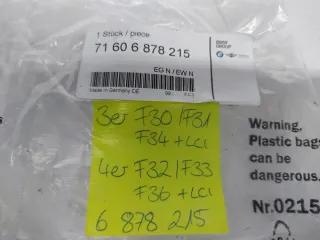 1 Stück / piece
BMW
GROUP
71 60 6 878 215
EG N / EW N
Made in Germany DE
3er F30/F31
F34 + LCI
4er F32/F33
F36 + LCI
6 878 215
Warning.
Plastic bags
can be
dangerous.
Nr.0215